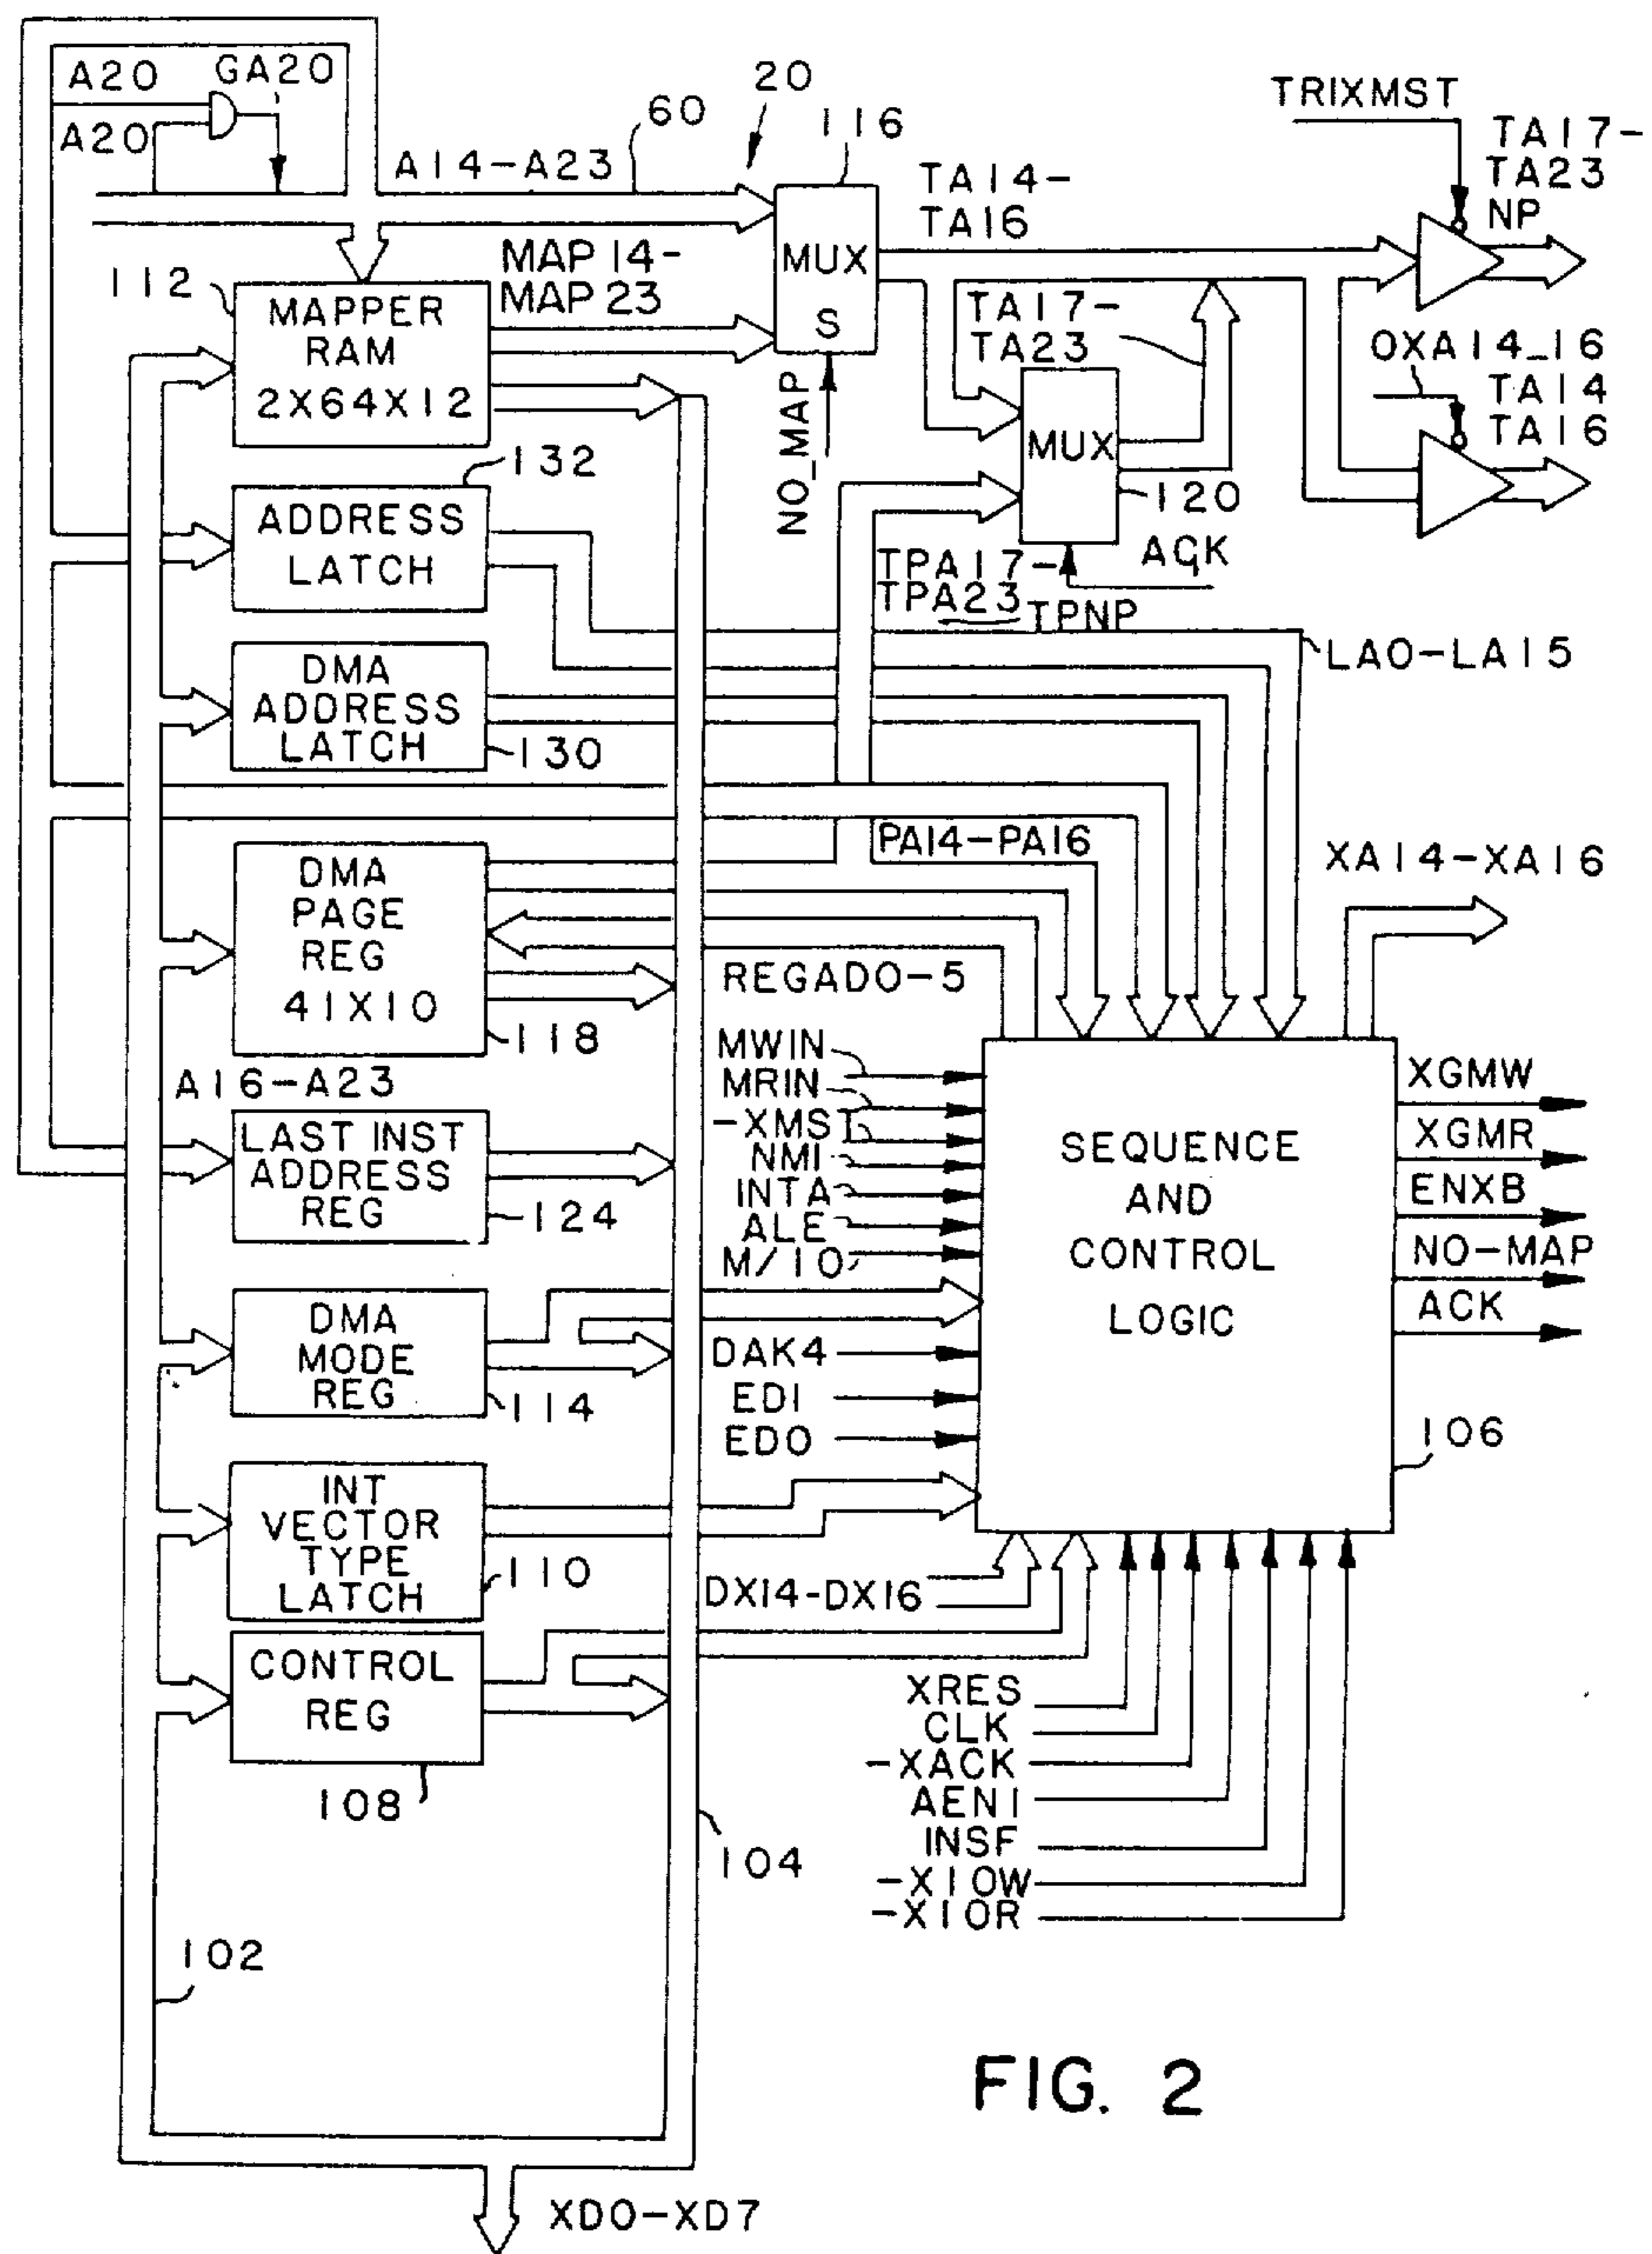 A20
GA20
A20
20
60
116
A14-A23
TRIXMST
TA17-
TA23
NP
TA14-
TA16
MUX
S
112
MAPPER
RAM
2X64X12
MAP 14-
MAP 23
NO_MAP
TA17-
TA23
MUX
120
ACK
OXA14_16
TA14
TA16
132
ADDRESS
LATCH
TPA17-
TPA23
TPNP
LA0-LA15
DMA
ADDRESS
LATCH
130
PA14-PA16
XA14-XA16
DMA
PAGE
REG
41X10
118
REGAD0-5
A16-A23
LAST INST
ADDRESS
REG
124
MWIN
MRIN
-XMST
NMI
INTA
ALE
M/IO
SEQUENCE
AND
CONTROL
LOGIC
XGMW
XGMR
ENXB
NO-MAP
ACK
106
DMA
MODE
REG
114
DAK4
EDI
EDO
INT
VECTOR
TYPE
LATCH
110
DX14-DX16
CONTROL
REG
108
XRES
CLK
-XACK
AEN1
INSF
-XIOW
-XIOR
104
102
XD0-XD7
FIG. 2